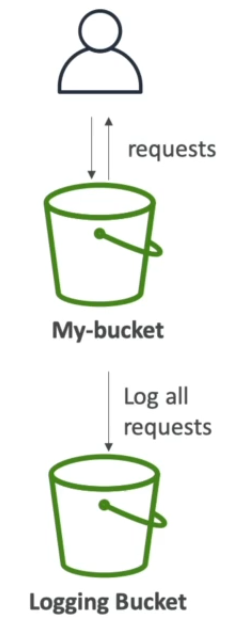 requests
My-bucket
Log all
requests
Logging Bucket